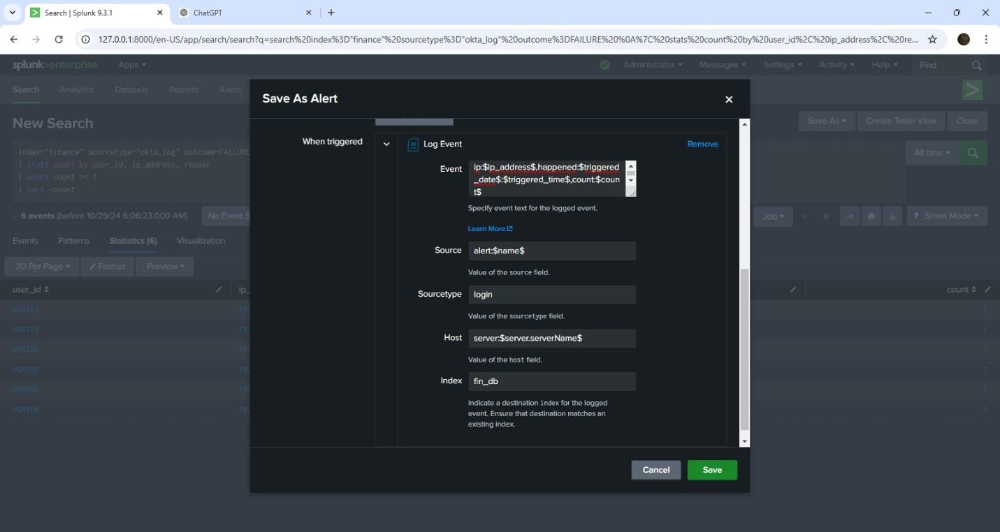 Search | Splunk 9.3.1
ChatGPT
127.0.0.1:8000/en-US/app/search/search?q=search%20index%3D"finance"%20sourcetype%3D"okta_log"%20outcome%3DFAILURE%20%0A%7C%20stats%20count%20by%20user_id%2C%20ip_address%2C%20re...
splunk>enterprise Apps Administrator Messages Settings Activity Help Find
Search Analytics Datasets Reports Alerts
Save As Alert
New Search
Save As Create Table View Close
When triggered
Log Event
Remove
index="finance" sourcetype="okta_log" outcome=FAILURE
| stats count by user_id, ip_address, reason
| where count >= 1
| sort -count
All time
Event
ip:$ip_address$,happened:$triggered
_date$:$triggered_time$,count:$coun
t$
Specify event text for the logged event.
✓ 6 events (before 10/29/24 6:06:23.000 AM) No Event S
Job Smart Mode
Learn More
Events Patterns Statistics (6) Visualization
Source alert:$name$
Value of the source field.
20 Per Page Format Preview
user_id ip_ count
Sourcetype login
Value of the sourcetype field.
USR123 192 1
USR123 192 1
USR125 192 1
USR126 192 1
USR456 192 1
USR456 192 1
Host server:$server.serverName$
Value of the host field.
Index fin_db
Indicate a destination index for the logged
event. Ensure that destination matches an
existing index.
Cancel Save